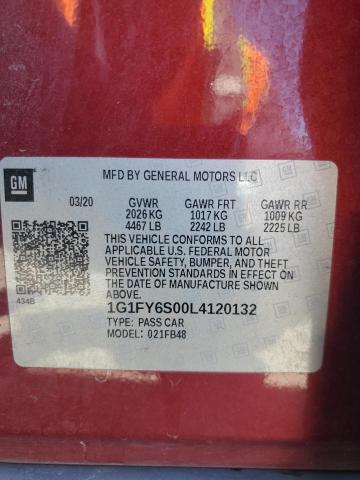 GM
MFD BY GENERAL MOTORS LLC
03/20 GVWR GAWR FRT GAWR RR
2026 KG 1017 KG 1009 KG
4467 LB 2242 LB 2225 LB
THIS VEHICLE CONFORMS TO ALL
APPLICABLE U.S. FEDERAL MOTOR
VEHICLE SAFETY, BUMPER, AND THEFT
PREVENTION STANDARDS IN EFFECT ON
THE DATE OF MANUFACTURE SHOWN
ABOVE.
434B
1G1FY6S00L4120132
TYPE: PASS CAR
MODEL: 021FB48